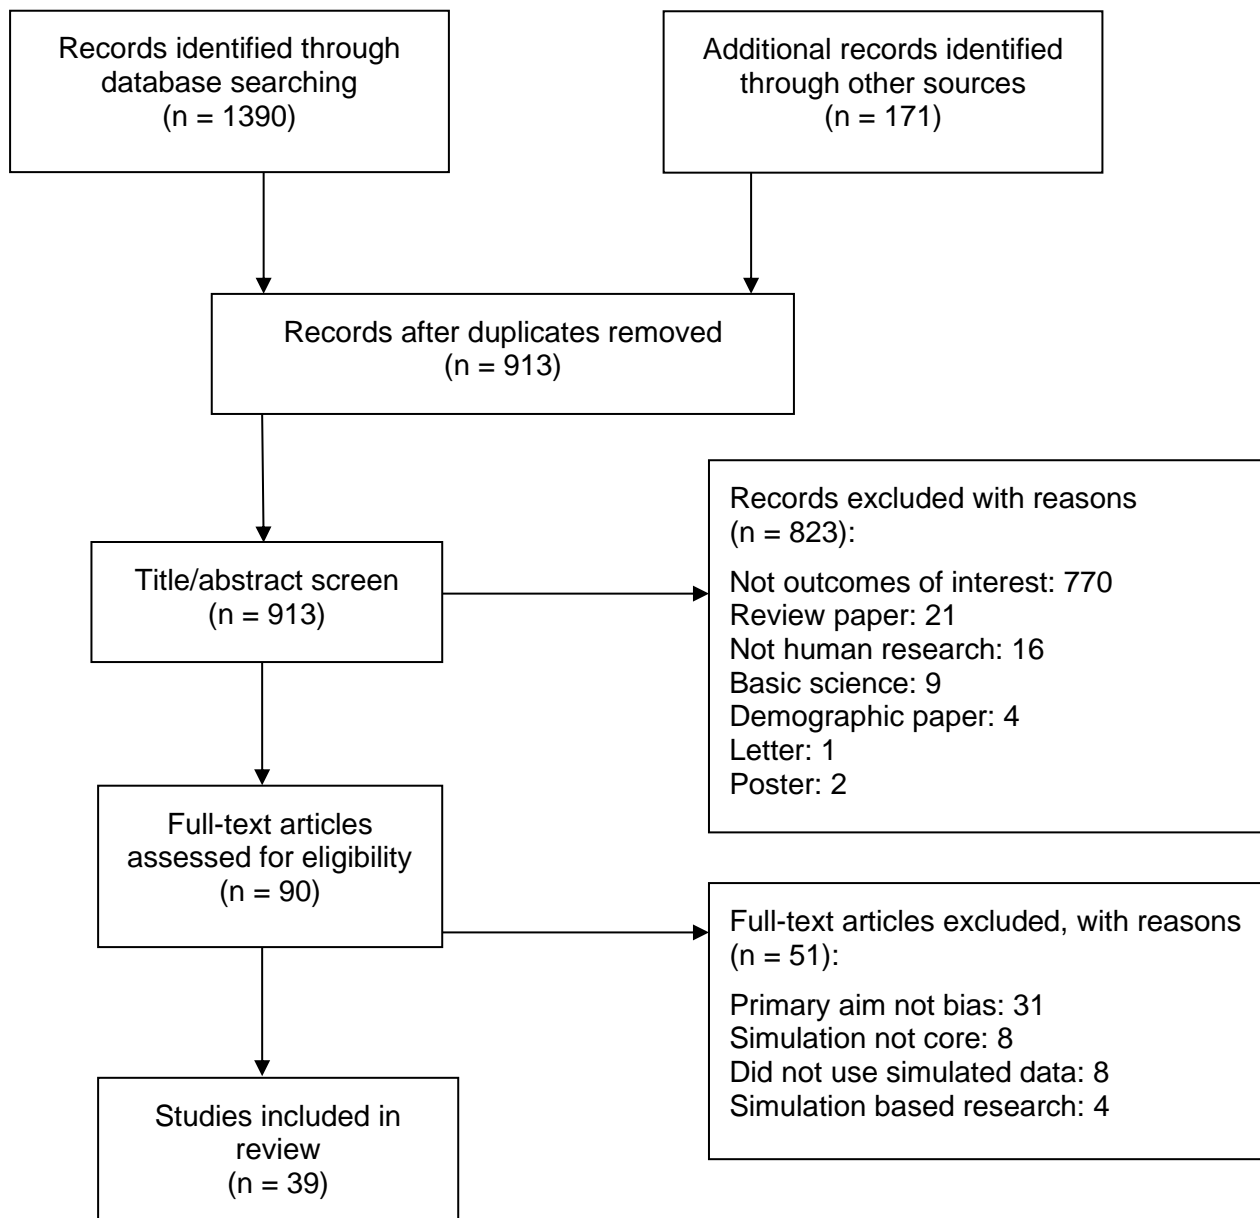 Records identified through
database searching
(n = 1390)
Additional records identified
through other sources
(n = 171)
Records after duplicates removed
(n = 913)
Title/abstract screen
(n = 913)
Records excluded with reasons
(n = 823):
Not outcomes of interest: 770
Review paper: 21
Not human research: 16
Basic science: 9
Demographic paper: 4
Letter: 1
Poster: 2
Full-text articles
assessed for eligibility
(n = 90)
Full-text articles excluded, with reasons
(n = 51):
Primary aim not bias: 31
Simulation not core: 8
Did not use simulated data: 8
Simulation based research: 4
Studies included in
review
(n = 39)